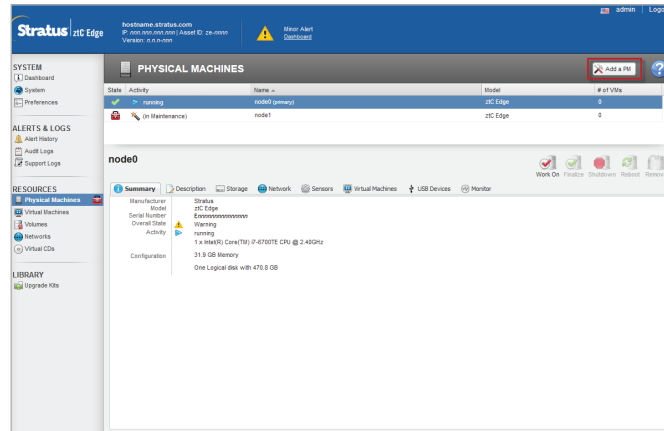 admin Logo
Stratus ztC Edge
hostname.stratus.com
IP: nnn.nnn.nnn.nnn | Asset ID: ze-nnnn
Version: n.n.n-nnn
Minor Alert
Dashboard
SYSTEM
Dashboard
System
Preferences
ALERTS & LOGS
Alert History
Audit Logs
Support Logs
RESOURCES
Physical Machines
Virtual Machines
Volumes
Networks
Virtual CDs
LIBRARY
Upgrade Kits
PHYSICAL MACHINES
Add a PM
?
State Activity Name Model # of VMs
running node0 (primary) ztC Edge 0
(in Maintenance) node1 ztC Edge 0
node0
Work On Finalize Shutdown Reboot Remov
Summary Description Storage Network Sensors Virtual Machines USB Devices Monitor
Manufacturer Stratus
Model ztC Edge
Serial Number Ennnnnnnnnnnnnn
Overall State Warning
Activity running
1 x Intel(R) Core(TM) i7-6700TE CPU @ 2.40GHz
Configuration 31.9 GB Memory
One Logical disk with 470.8 GB